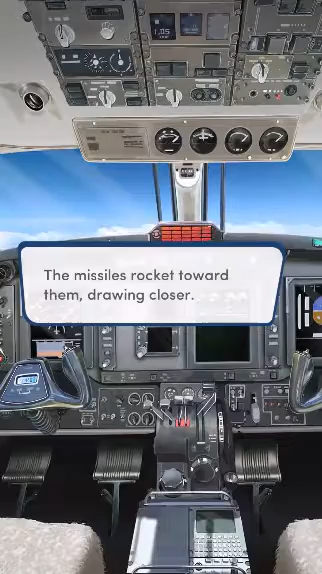 The missiles rocket toward
them, drawing closer.